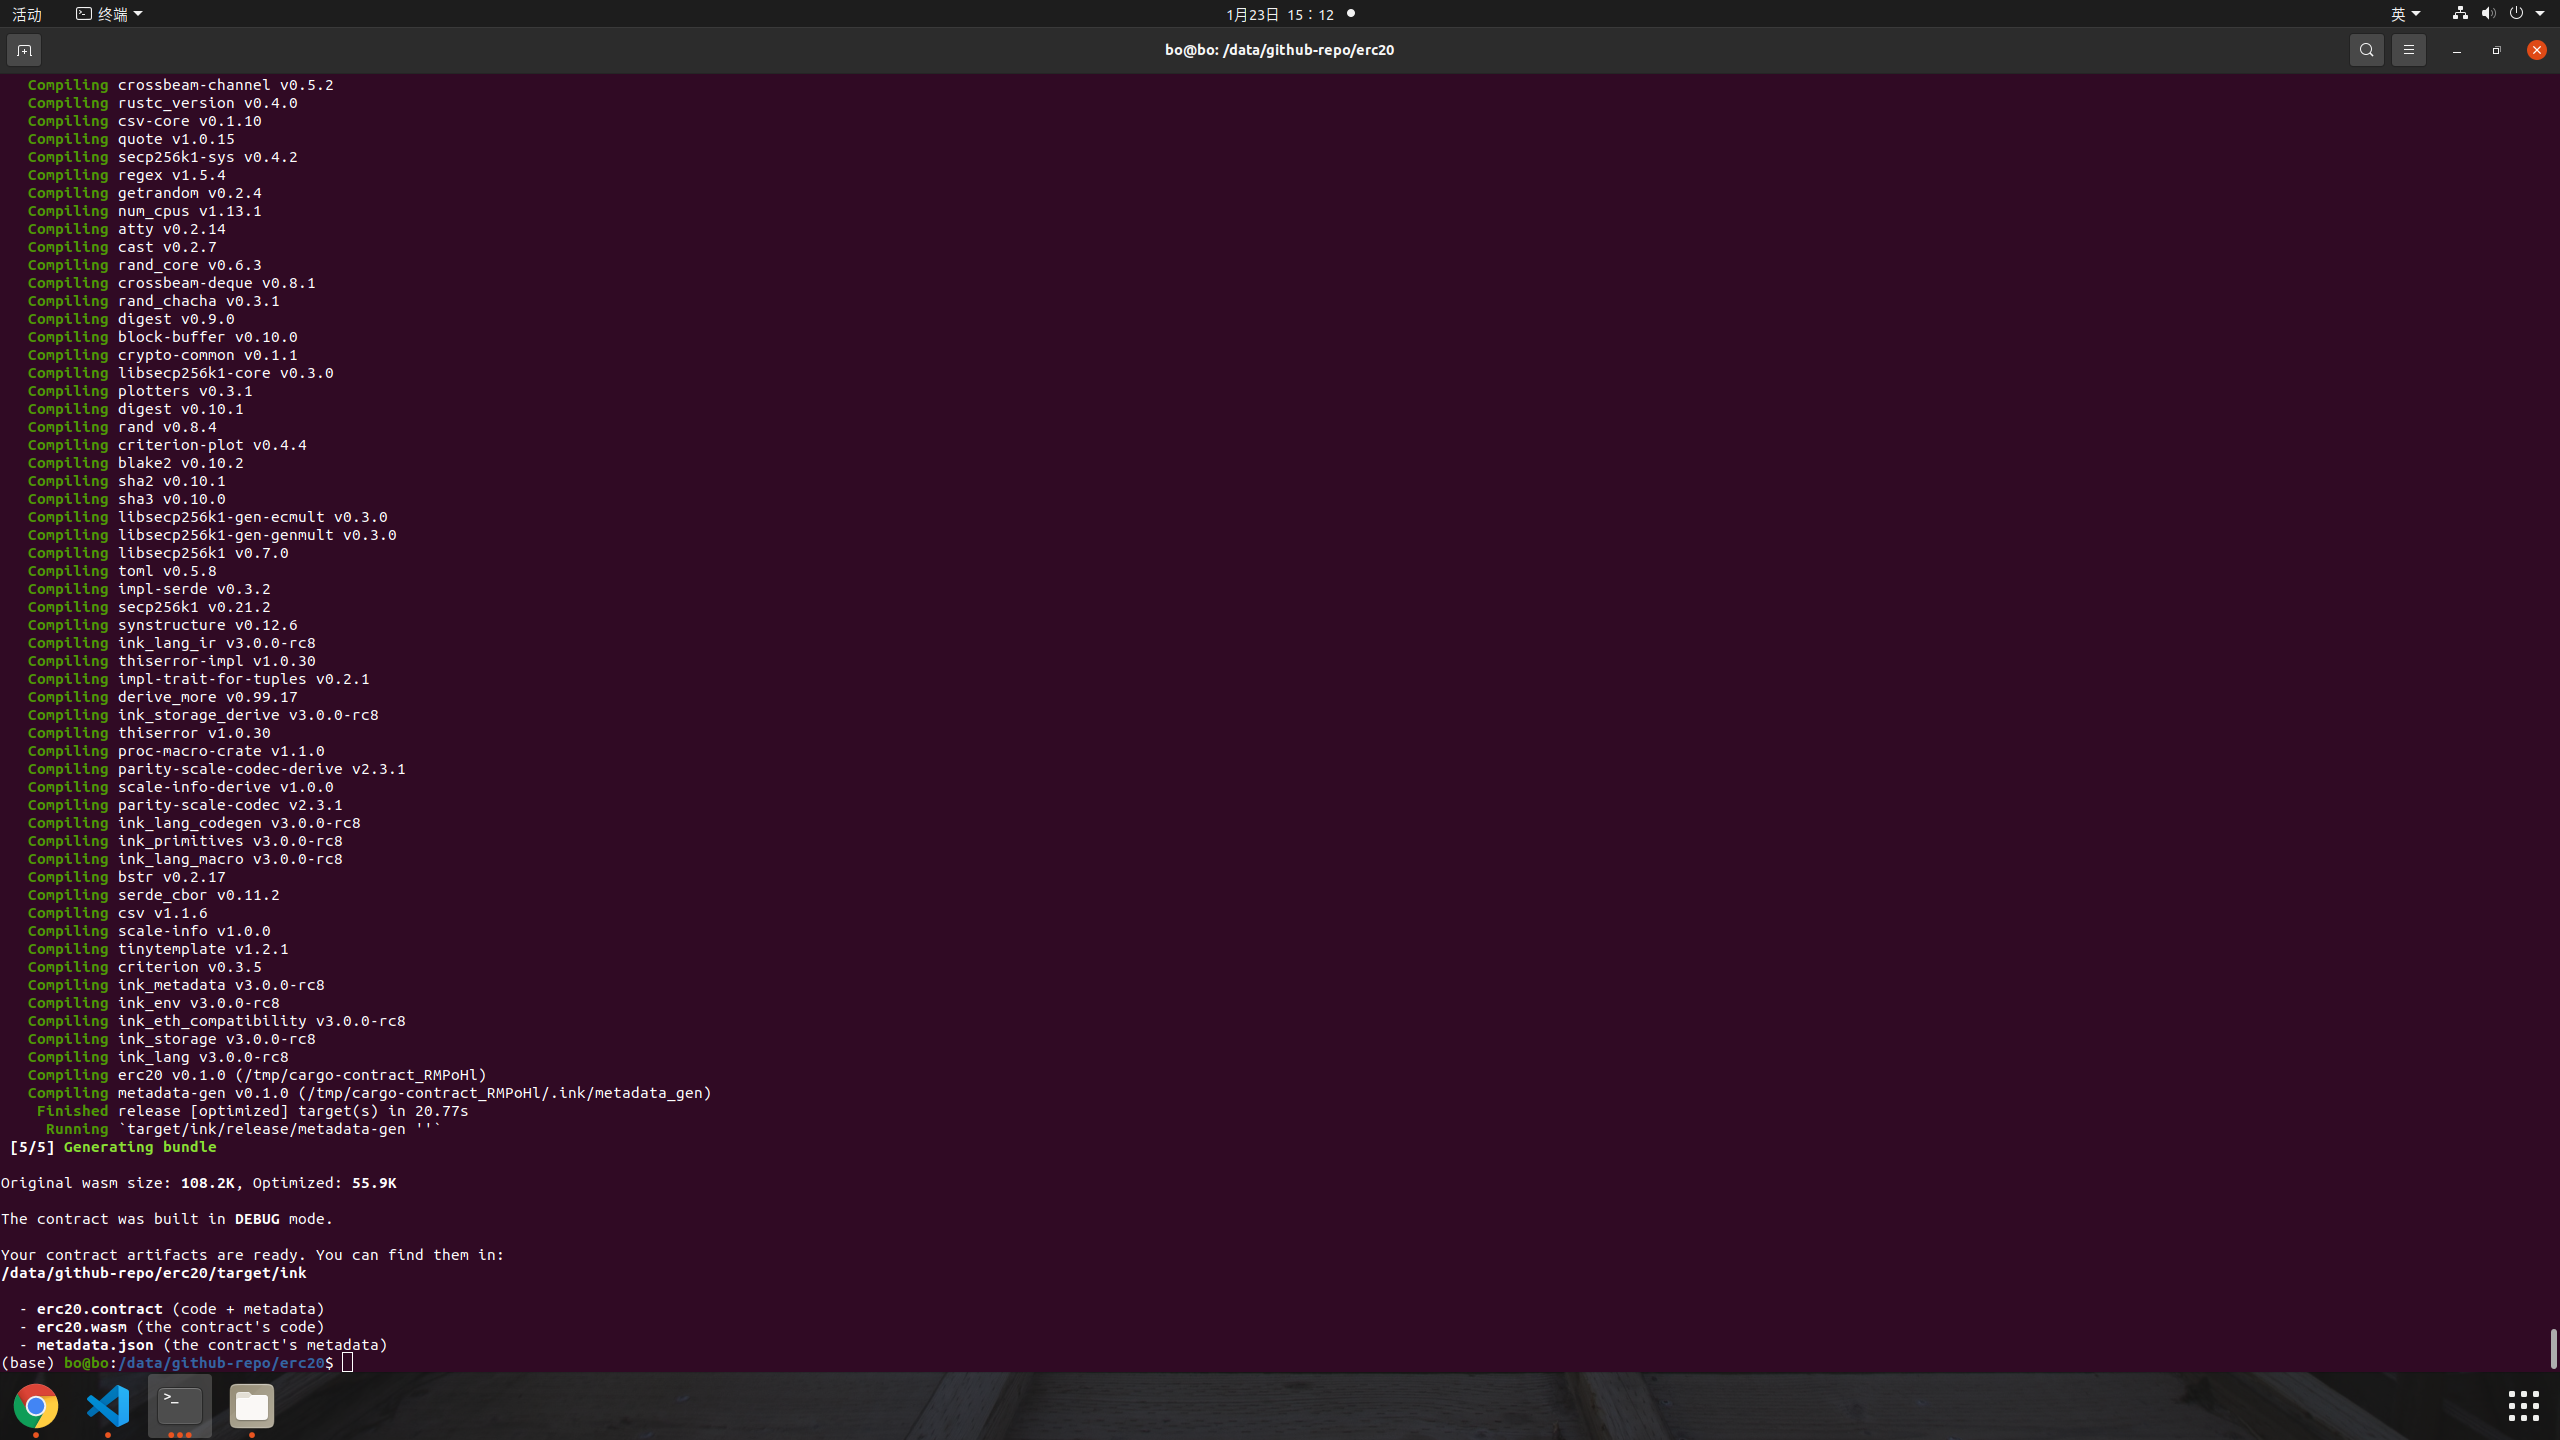 活动 终端 1月23日 15：12 英
bo@bo: /data/github-repo/erc20
Compiling crossbeam-channel v0.5.2
Compiling rustc_version v0.4.0
Compiling csv-core v0.1.10
Compiling quote v1.0.15
Compiling secp256k1-sys v0.4.2
Compiling regex v1.5.4
Compiling getrandom v0.2.4
Compiling num_cpus v1.13.1
Compiling atty v0.2.14
Compiling cast v0.2.7
Compiling rand_core v0.6.3
Compiling crossbeam-deque v0.8.1
Compiling rand_chacha v0.3.1
Compiling digest v0.9.0
Compiling block-buffer v0.10.0
Compiling crypto-common v0.1.1
Compiling libsecp256k1-core v0.3.0
Compiling plotters v0.3.1
Compiling digest v0.10.1
Compiling rand v0.8.4
Compiling criterion-plot v0.4.4
Compiling blake2 v0.10.2
Compiling sha2 v0.10.1
Compiling sha3 v0.10.0
Compiling libsecp256k1-gen-ecmult v0.3.0
Compiling libsecp256k1-gen-genmult v0.3.0
Compiling libsecp256k1 v0.7.0
Compiling toml v0.5.8
Compiling impl-serde v0.3.2
Compiling secp256k1 v0.21.2
Compiling synstructure v0.12.6
Compiling ink_lang_ir v3.0.0-rc8
Compiling thiserror-impl v1.0.30
Compiling impl-trait-for-tuples v0.2.1
Compiling derive_more v0.99.17
Compiling ink_storage_derive v3.0.0-rc8
Compiling thiserror v1.0.30
Compiling proc-macro-crate v1.1.0
Compiling parity-scale-codec-derive v2.3.1
Compiling scale-info-derive v1.0.0
Compiling parity-scale-codec v2.3.1
Compiling ink_lang_codegen v3.0.0-rc8
Compiling ink_primitives v3.0.0-rc8
Compiling ink_lang_macro v3.0.0-rc8
Compiling bstr v0.2.17
Compiling serde_cbor v0.11.2
Compiling csv v1.1.6
Compiling scale-info v1.0.0
Compiling tinytemplate v1.2.1
Compiling criterion v0.3.5
Compiling ink_metadata v3.0.0-rc8
Compiling ink_env v3.0.0-rc8
Compiling ink_eth_compatibility v3.0.0-rc8
Compiling ink_storage v3.0.0-rc8
Compiling ink_lang v3.0.0-rc8
Compiling erc20 v0.1.0 (/tmp/cargo-contract_RMPoHl)
Compiling metadata-gen v0.1.0 (/tmp/cargo-contract_RMPoHl/.ink/metadata_gen)
Finished release [optimized] target(s) in 20.77s
Running `target/ink/release/metadata-gen ''`
[5/5] Generating bundle
Original wasm size: 108.2K, Optimized: 55.9K
The contract was built in DEBUG mode.
Your contract artifacts are ready. You can find them in:
/data/github-repo/erc20/target/ink
- erc20.contract (code + metadata)
- erc20.wasm (the contract's code)
- metadata.json (the contract's metadata)
(base) bo@bo:/data/github-repo/erc20$